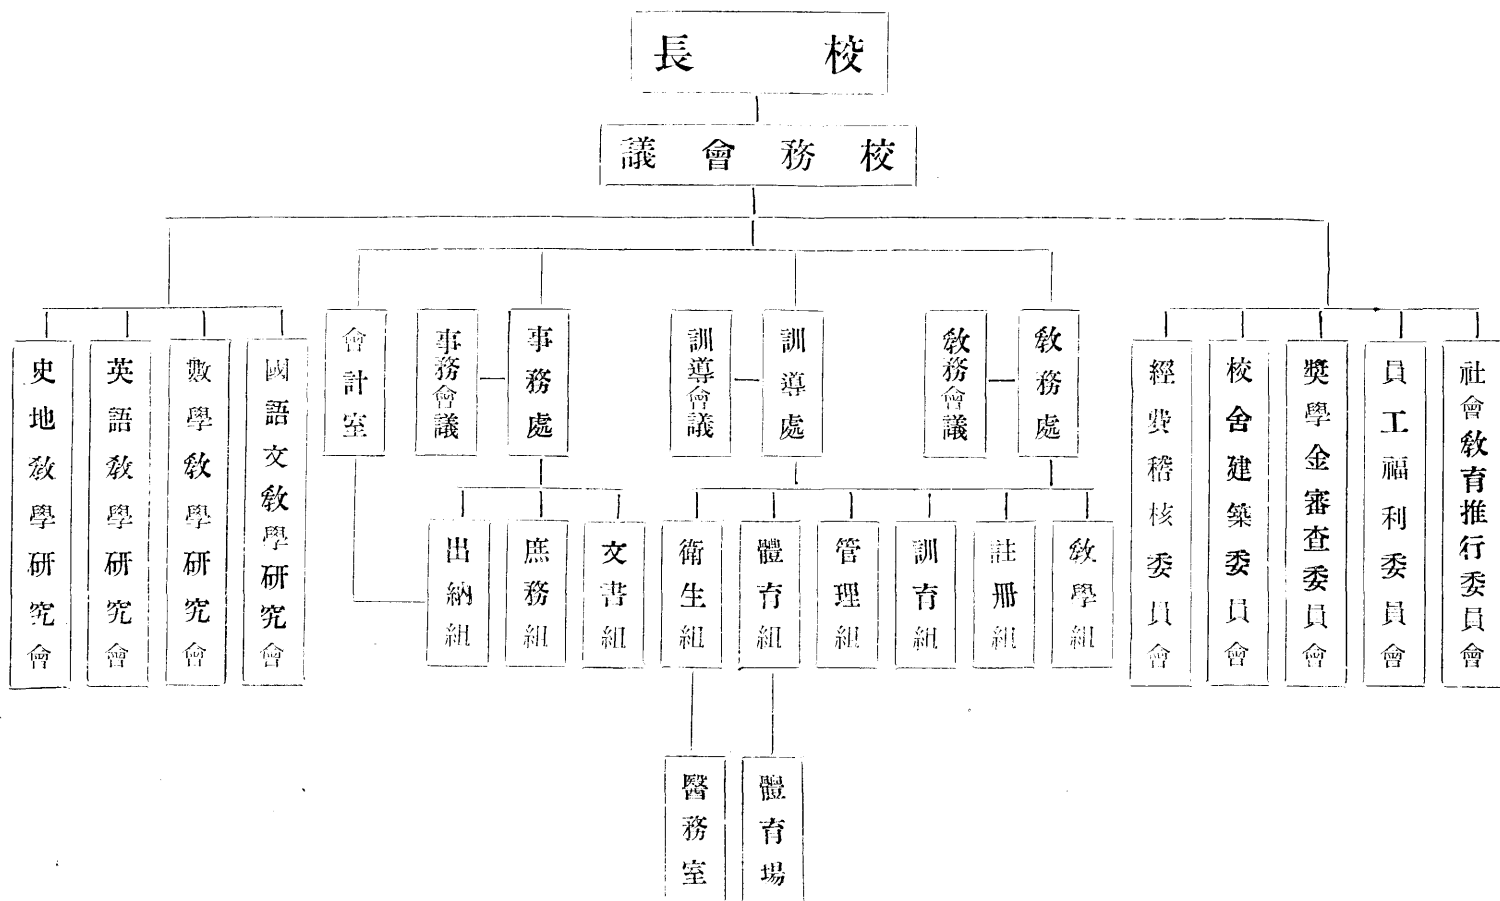 校長
校務會議
社會教育推行委員會
員工福利委員會
獎學金審查委員會
校舍建築委員會
經費稽核委員會
教務處
教務會議
訓導處
訓導會議
事務處
事務會議
會計室
國語文教學研究會
數學教學研究會
英語教學研究會
史地教學研究會
教學組
註冊組
訓育組
管理組
體育組
衛生組
文書組
庶務組
出納組
體育場
醫務室